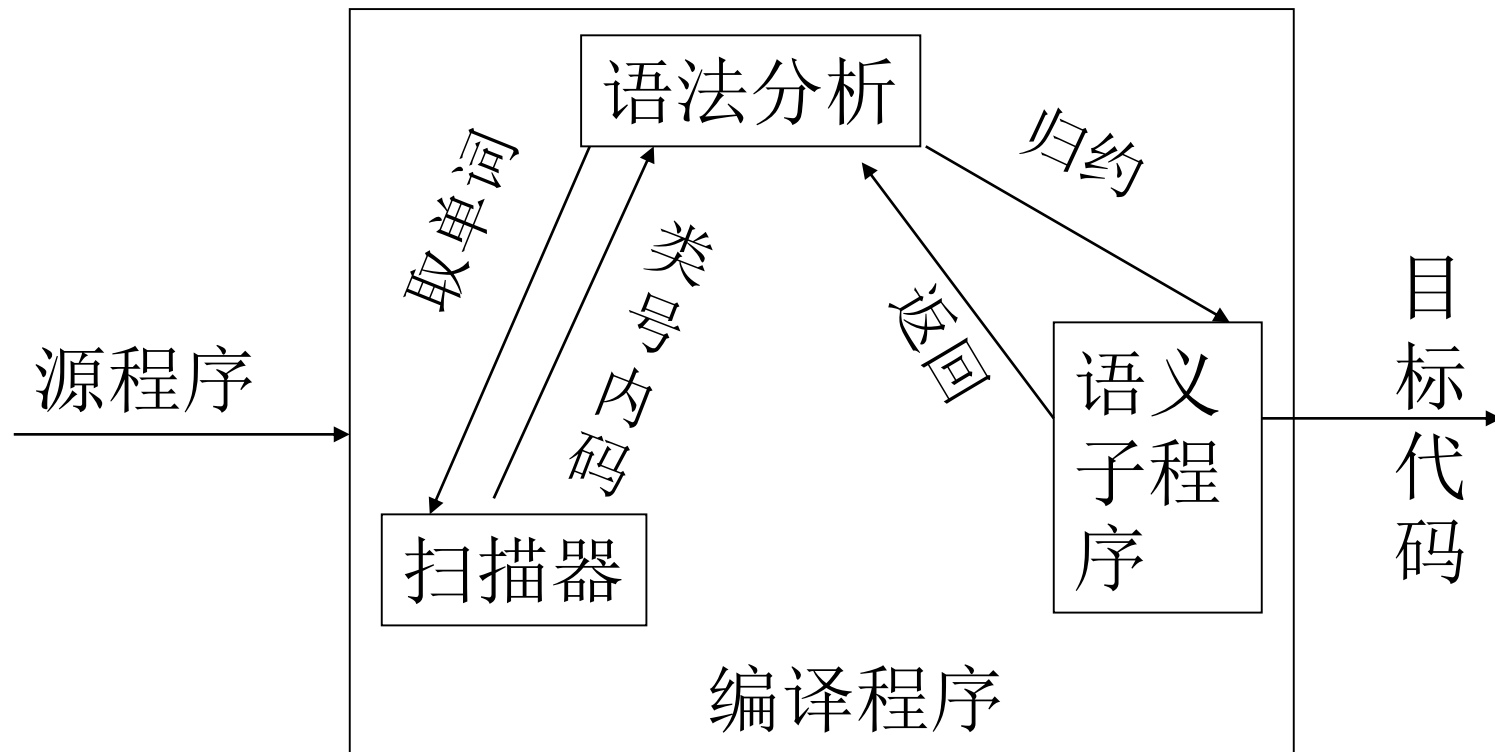 语法分析
取单词
类号内码
归约
返回
源程序
语义
子程
序
目标代码
扫描器
编译程序